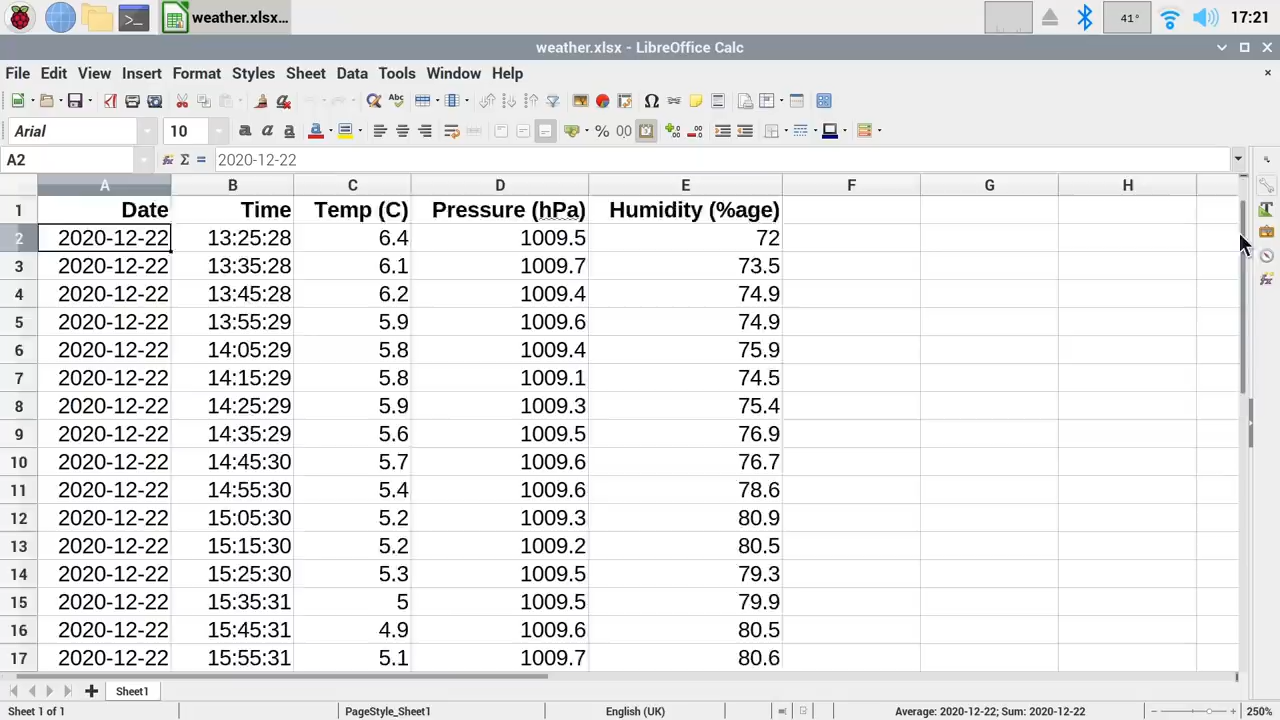 weather.xlsx…
41°
17:21
weather.xlsx - LibreOffice Calc
File Edit View Insert Format Styles Sheet Data Tools Window Help
Arial 10
A2 2020-12-22
A B C D E F G H
1 Date Time Temp (C) Pressure (hPa) Humidity (%age)
2 2020-12-22 13:25:28 6.4 1009.5 72
3 2020-12-22 13:35:28 6.1 1009.7 73.5
4 2020-12-22 13:45:28 6.2 1009.4 74.9
5 2020-12-22 13:55:29 5.9 1009.6 74.9
6 2020-12-22 14:05:29 5.8 1009.4 75.9
7 2020-12-22 14:15:29 5.8 1009.1 74.5
8 2020-12-22 14:25:29 5.9 1009.3 75.4
9 2020-12-22 14:35:29 5.6 1009.5 76.9
10 2020-12-22 14:45:30 5.7 1009.6 76.7
11 2020-12-22 14:55:30 5.4 1009.6 78.6
12 2020-12-22 15:05:30 5.2 1009.3 80.9
13 2020-12-22 15:15:30 5.2 1009.2 80.5
14 2020-12-22 15:25:30 5.3 1009.5 79.3
15 2020-12-22 15:35:31 5 1009.5 79.9
16 2020-12-22 15:45:31 4.9 1009.6 80.5
17 2020-12-22 15:55:31 5.1 1009.7 80.6
Sheet1
Sheet 1 of 1 PageStyle_Sheet1 English (UK) Average: 2020-12-22; Sum: 2020-12-22 250%